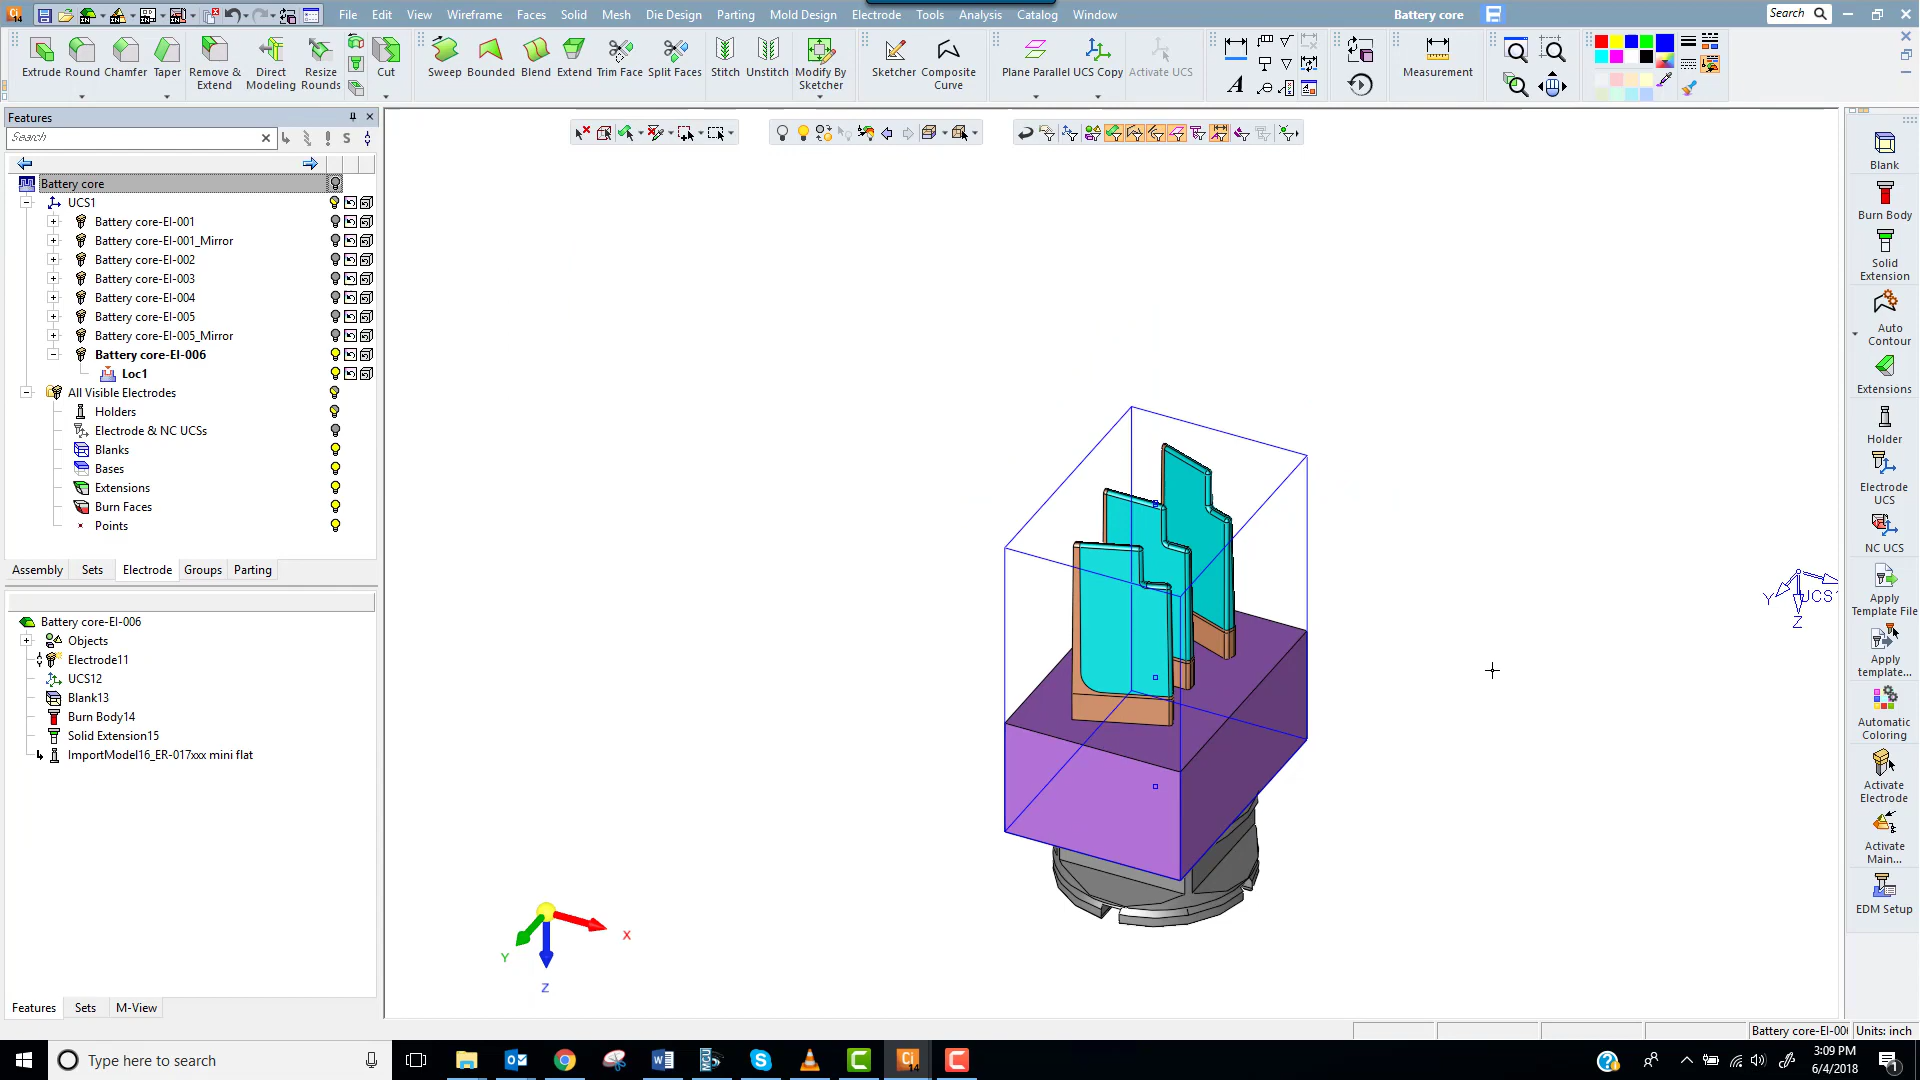 File Edit View Wireframe Faces Solid Mesh Die Design Parting Mold Design Electrode Tools Analysis Catalog Window
Battery core
Search
Extrude Round Chamfer Taper Remove & Extend Direct Modeling Resize Rounds Cut
Sweep Bounded Blend Extend Trim Face Split Faces Stitch Unstitch Modify By Sketcher
Sketcher Composite Curve Plane Parallel UCS Copy Activate UCS
A
Measurement
Features
Search
S
Battery core
UCS1
Battery core-El-001
Battery core-El-001_Mirror
Battery core-El-002
Battery core-El-003
Battery core-El-004
Battery core-El-005
Battery core-El-005_Mirror
Battery core-El-006
Loc1
All Visible Electrodes
Holders
Electrode & NC UCSs
Blanks
Bases
Extensions
Burn Faces
Points
Assembly Sets Electrode Groups Parting
Battery core-El-006
Objects
Electrode11
UCS12
Blank13
Burn Body14
Solid Extension15
ImportModel16_ER-017xxx mini flat
Features Sets M-View
X
Y
Z
Y
UCS1
Z
Blank
Burn Body
Solid
Extension
Auto
Contour
Extensions
Holder
Electrode
UCS
NC UCS
Apply
Template File
Apply
template...
Automatic
Coloring
Activate
Electrode
Activate
Main...
EDM Setup
Battery core-El-00
Units: inch
Type here to search
3:09 PM
6/4/2018